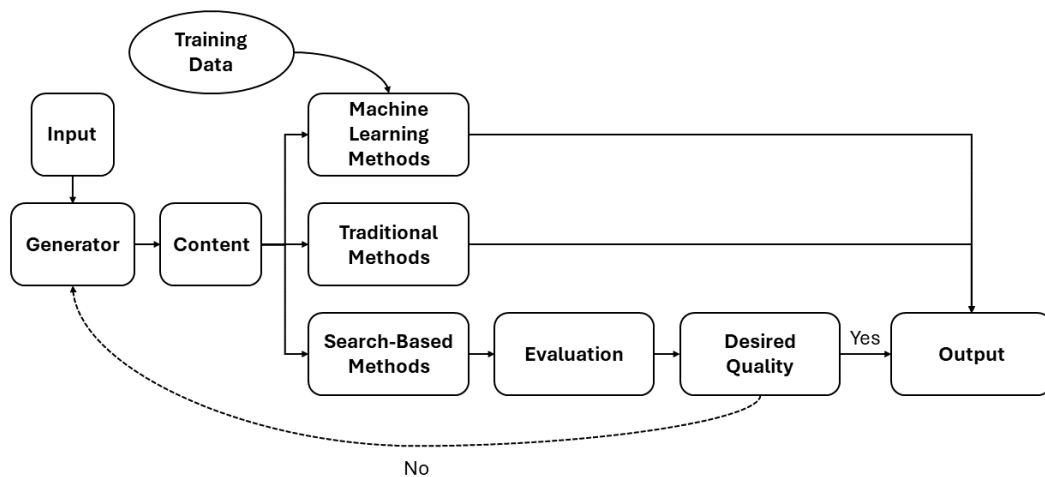 Training
Data
Input
Machine
Learning
Methods
Generator
Content
Traditional
Methods
Search-Based
Methods
Evaluation
Desired
Quality
Yes
Output
No